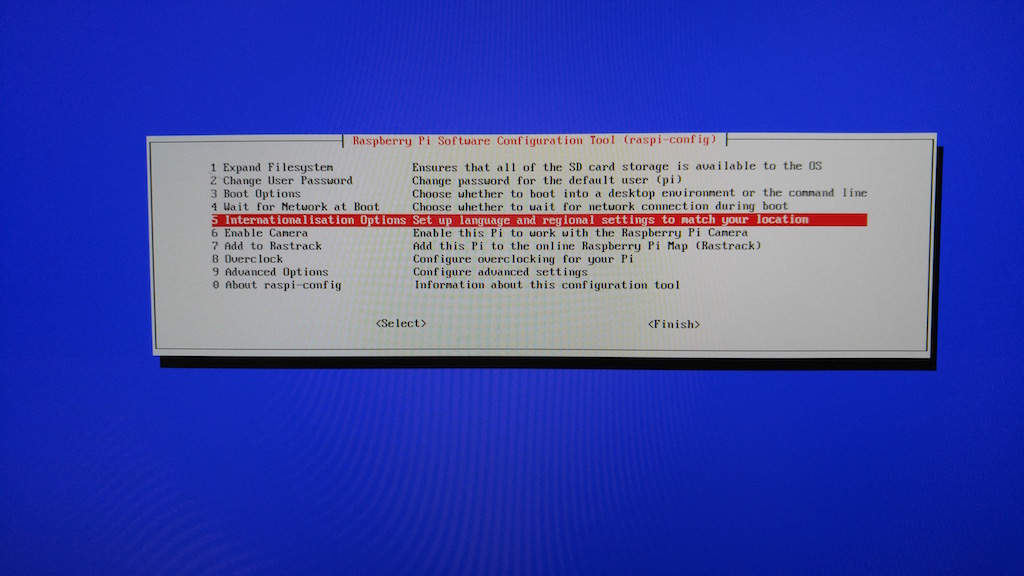 Raspberry Pi Software Configuration Tool (raspi-config)
1 Expand Filesystem Ensures that all of the SD card storage is available to the OS
2 Change User Password Change password for the default user (pi)
3 Boot Options Choose whether to boot into a desktop environment or the command line
4 Wait for Network at Boot Choose whether to wait for network connection during boot
5 Internationalisation Options Set up language and regional settings to match your location
6 Enable Camera Enable this Pi to work with the Raspberry Pi Camera
7 Add to Rastrack Add this Pi to the online Raspberry Pi Map (Rastrack)
8 Overclock Configure overclocking for your Pi
9 Advanced Options Configure advanced settings
0 About raspi-config Information about this configuration tool
<Select> <Finish>